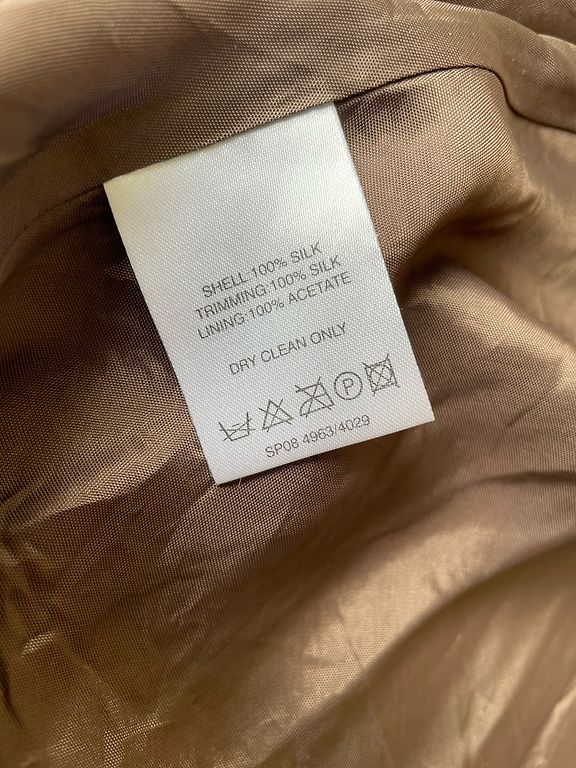 SHELL:100% SILK
TRIMMING:100% SILK
LINING:100% ACETATE
DRY CLEAN ONLY
P
SP08 4963/4029